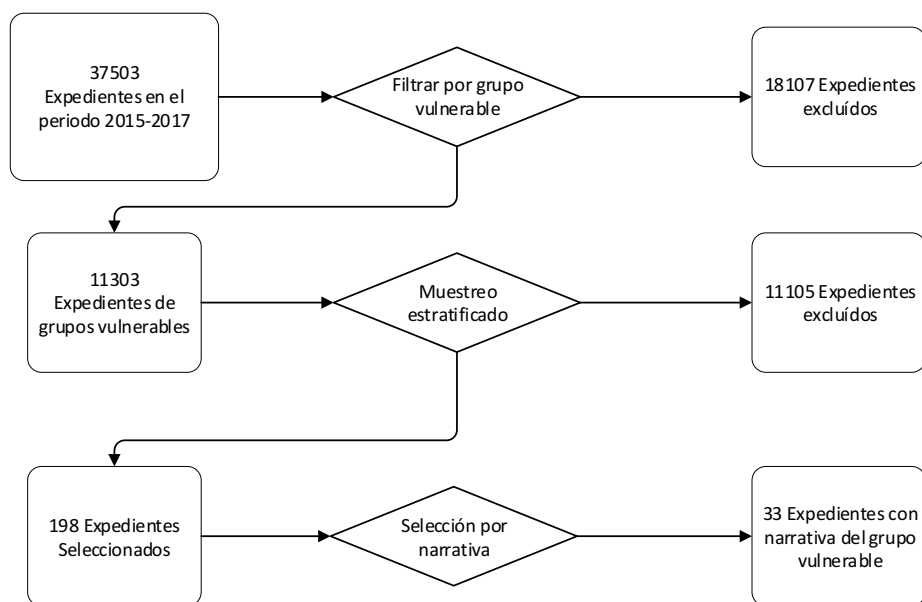 37503
Expedientes en el
periodo 2015-2017
Filtrar por grupo
vulnerable
18107 Expedientes
excluídos
11303
Expedientes de
grupos vulnerables
Muestreo
estratificado
11105 Expedientes
excluídos
198 Expedientes
Seleccionados
Selección por
narrativa
33 Expedientes con
narrativa del grupo
vulnerable